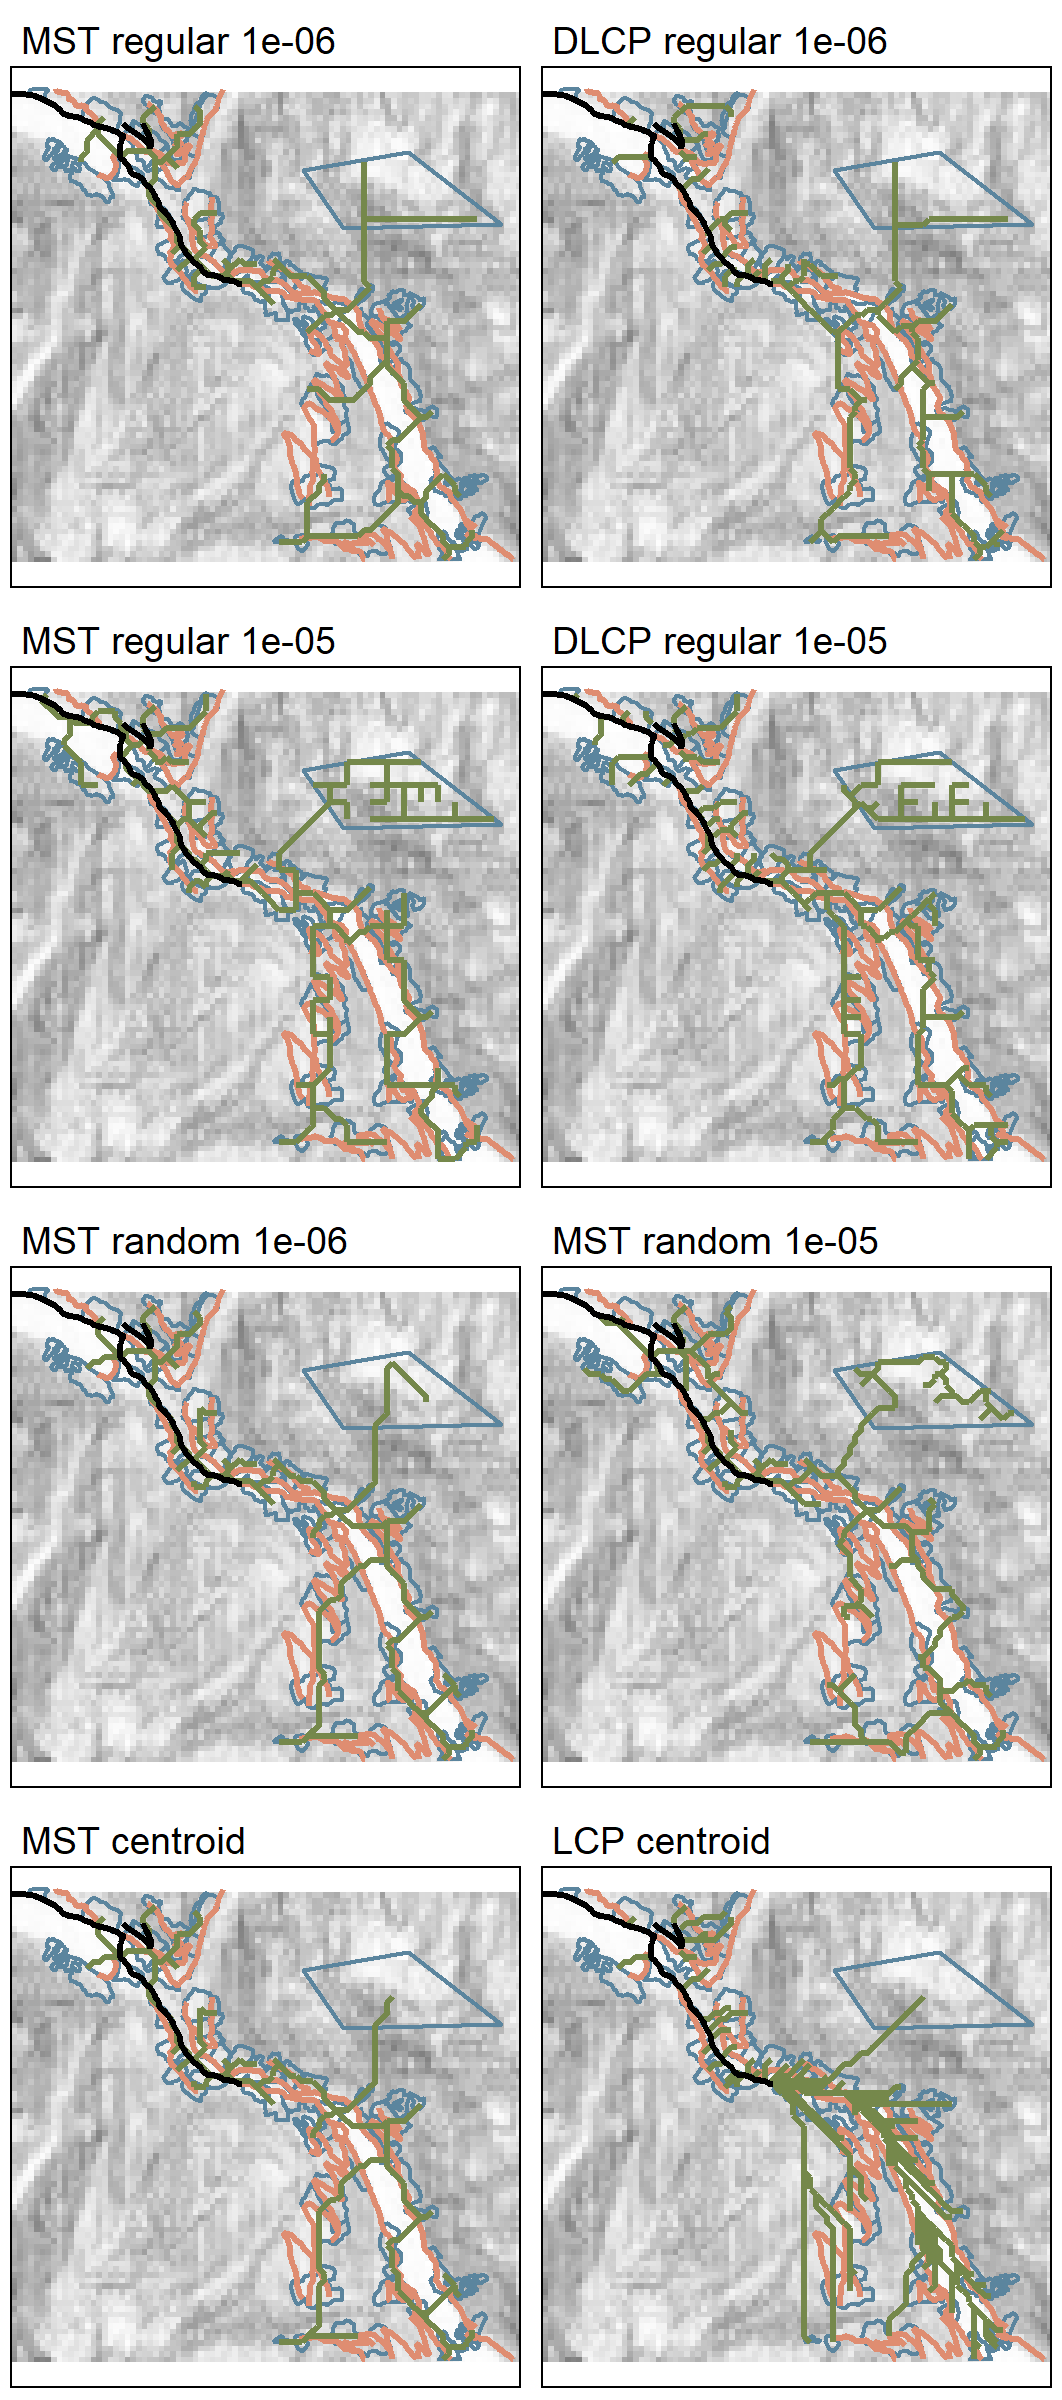 MST regular 1e-06
DLCP regular 1e-06
MST regular 1e-05
DLCP regular 1e-05
MST random 1e-06
MST random 1e-05
MST centroid
LCP centroid